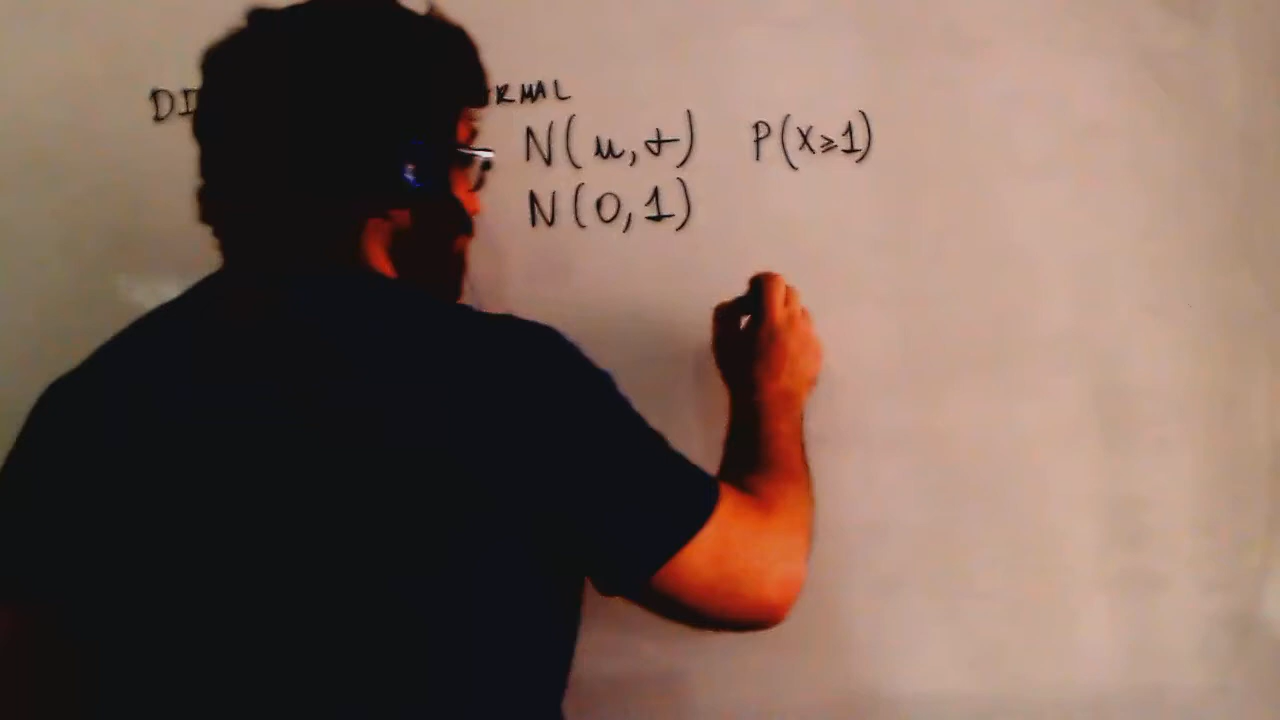 DI RMAL
N(μ,σ) P(X≥1)
N(0,1)